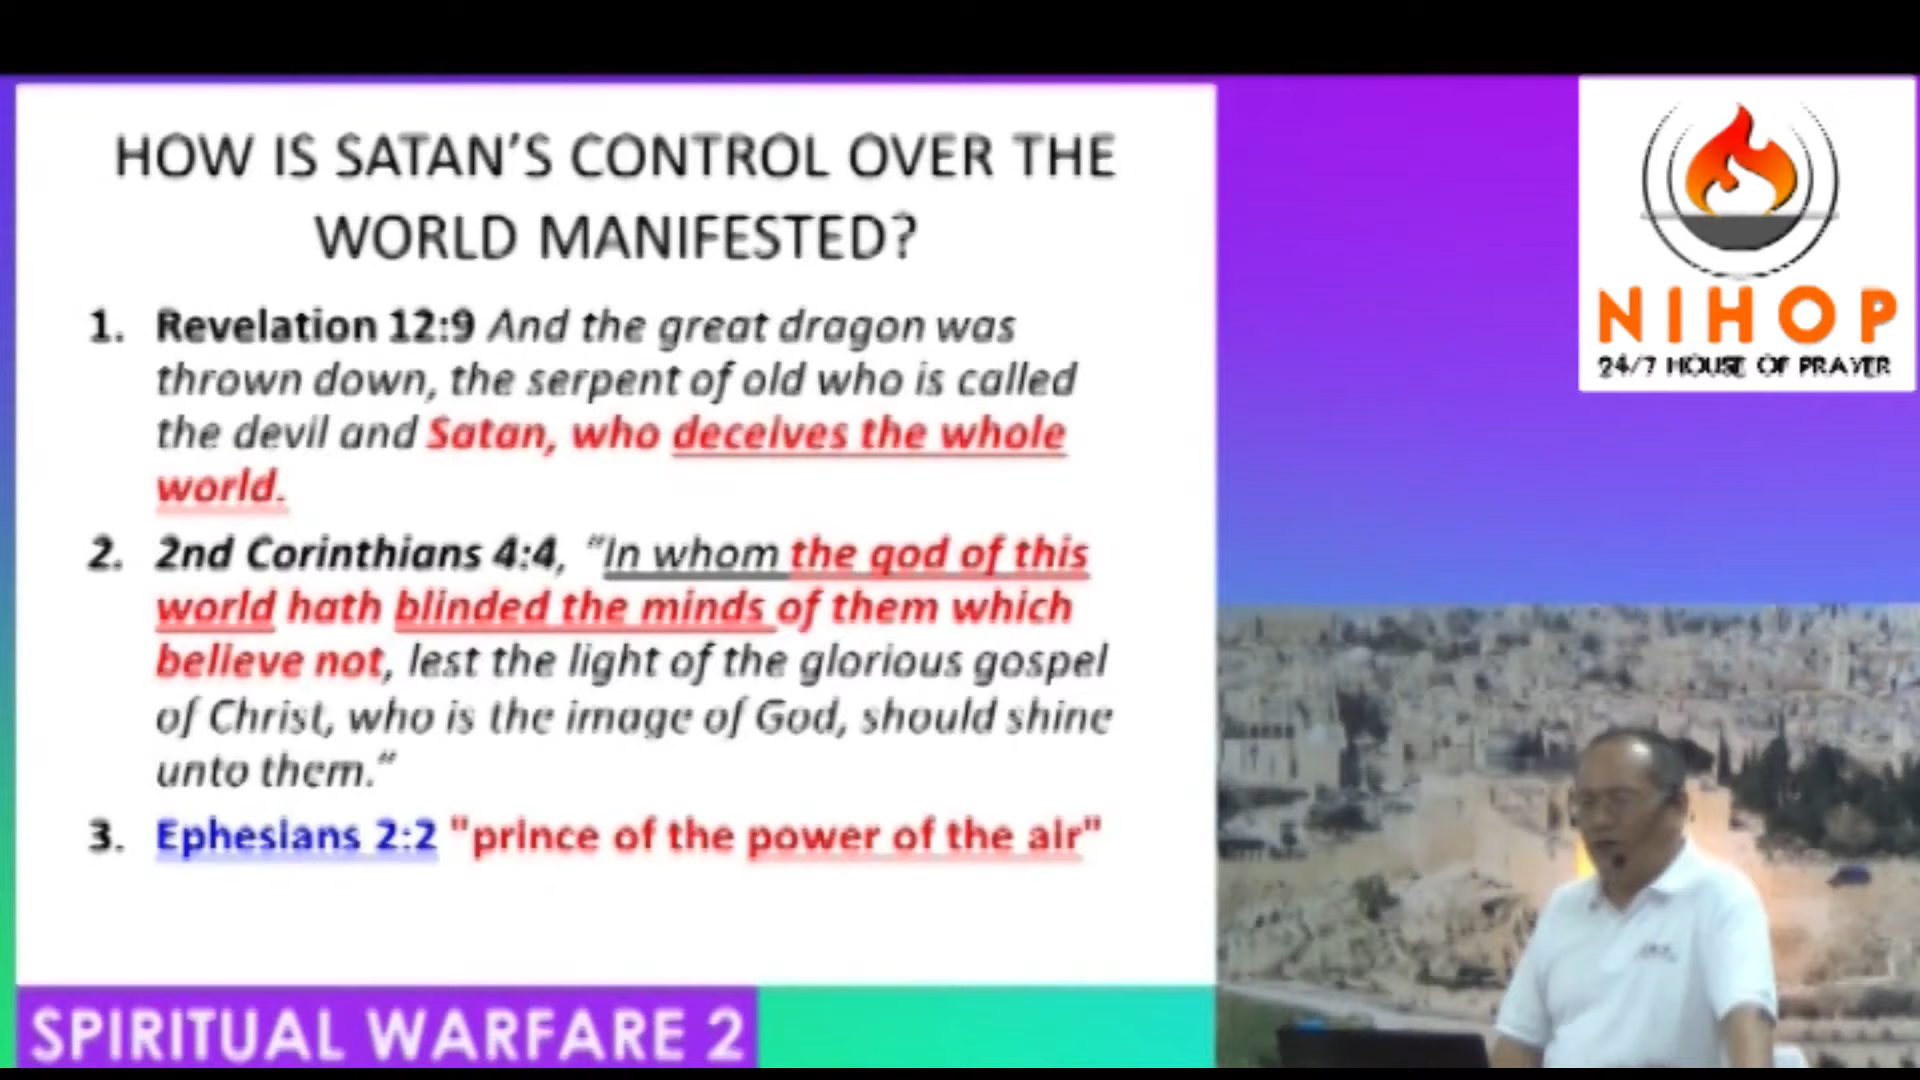 HOW IS SATAN'S CONTROL OVER THE
WORLD MANIFESTED?
1. Revelation 12:9 And the great dragon was
thrown down, the serpent of old who is called
the devil and Satan, who deceives the whole
world.
2. 2nd Corinthians 4:4, "In whom the god of this
world hath blinded the minds of them which
believe not, lest the light of the glorious gospel
of Christ, who is the image of God, should shine
unto them."
3. Ephesians 2:2 "prince of the power of the air"
SPIRITUAL WARFARE 2
NIHOP
24/7 HOUSE OF PRAYER